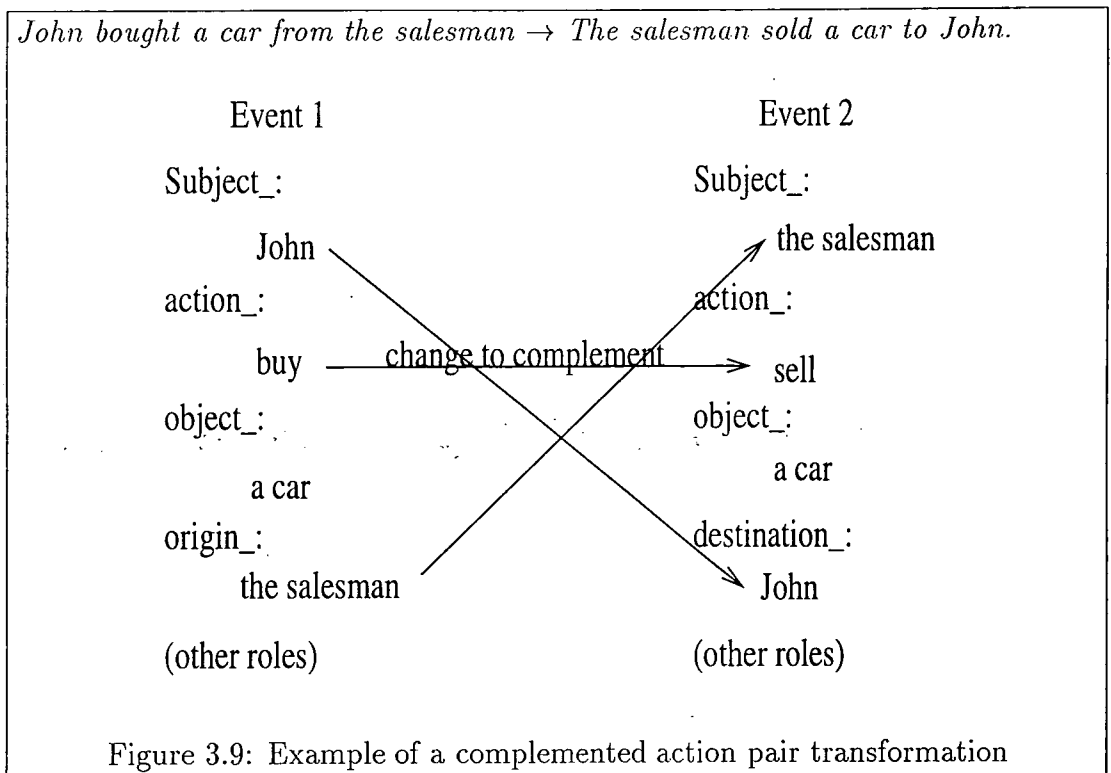 John bought a car from the salesman → The salesman sold a car to John.
Event 1
Subject_:
John
action_:
buy
object_:
a car
origin_:
the salesman
(other roles)
change to complement
Event 2
Subject_:
the salesman
action_:
sell
object_:
a car
destination_:
John
(other roles)
Figure 3.9: Example of a complemented action pair transformation